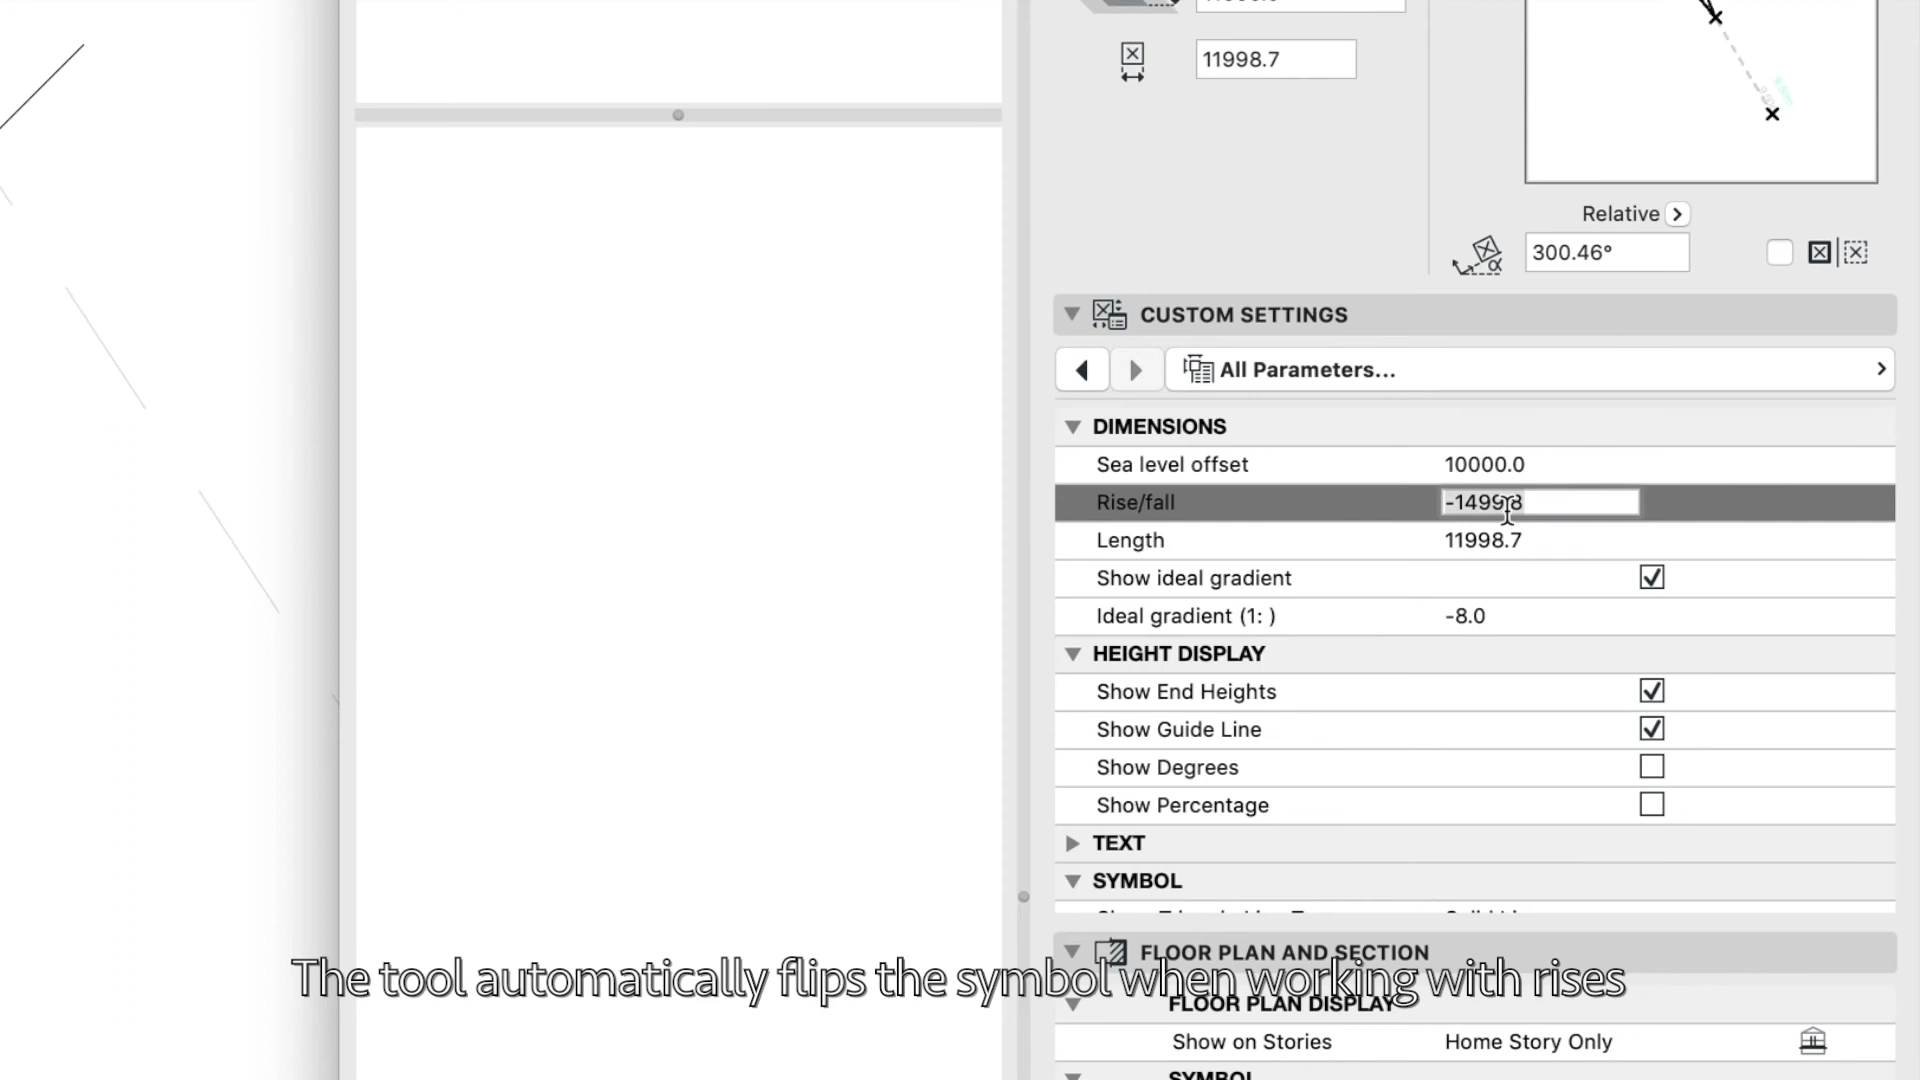 11998.7
Relative
300.46°
CUSTOM SETTINGS
All Parameters...
DIMENSIONS
Sea level offset 10000.0
Rise/fall -1499.8
Length 11998.7
Show ideal gradient
Ideal gradient (1: ) -8.0
HEIGHT DISPLAY
Show End Heights
Show Guide Line
Show Degrees
Show Percentage
TEXT
SYMBOL
FLOOR PLAN AND SECTION
The tool automatically flips the symbol when working with rises
FLOOR PLAN DISPLAY
Show on Stories Home Story Only
SYMBOL